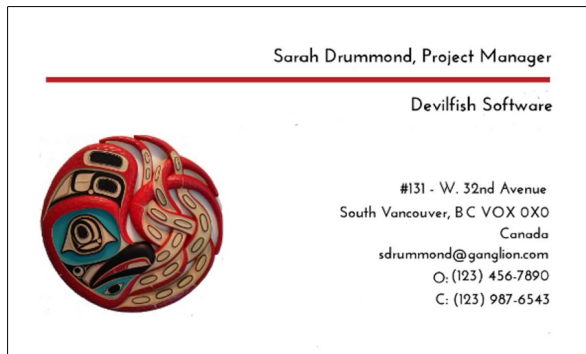 Sarah Drummond, Project Manager
Devilfish Software
#131 - W. 32nd Avenue
South Vancouver, BC VOX 0X0
Canada
sdrummond@ganglion.com
O: (123) 456-7890
C: (123) 987-6543